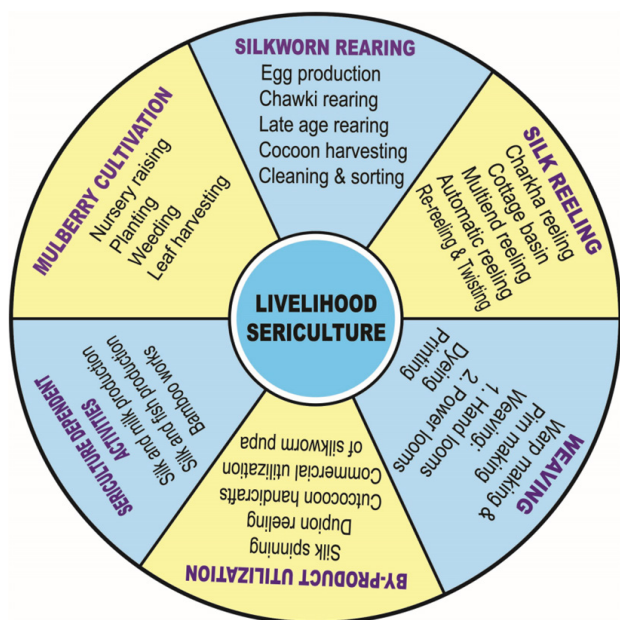 SILKWORN REARING
Egg production
Chawki rearing
Late age rearing
Cocoon harvesting
Cleaning & sorting
SILK REELING
Charkha reeling
Cottage basin
Multiend reeling
Automatic reeling
Re-reeling & Twisting
WEAVING
Warp making &
Pirn making
Weaving:
1. Hand looms
2. Power looms
Dyeing
Printing
BY-PRODUCT UTILIZATION
Silk spinning
Dupion reeling
Cutcocoon handicrafts
Commercial utilization
of silkworm pupa
SERICULTURE DEPENDENT
ACTIVITIES
Silk and milk production
Silk and fish production
Bamboo works
MULBERRY CULTIVATION
Nursery raising
Planting
Weeding
Leaf harvesting
LIVELIHOOD
SERICULTURE